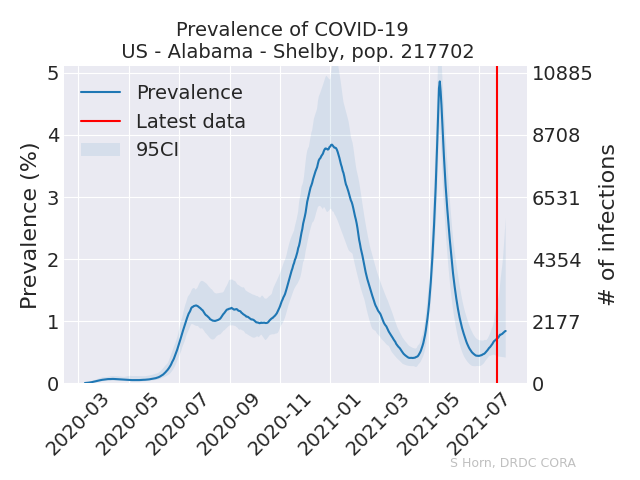 Prevalence of COVID-19
US - Alabama - Shelby, pop. 217702
Prevalence
Latest data
95CI
Prevalence (%)
5
4
3
2
1
0
10885
8708
6531
4354
2177
0
# of infections
2020-03
2020-05
2020-07
2020-09
2020-11
2021-01
2021-03
2021-05
2021-07
S Horn, DRDC CORA